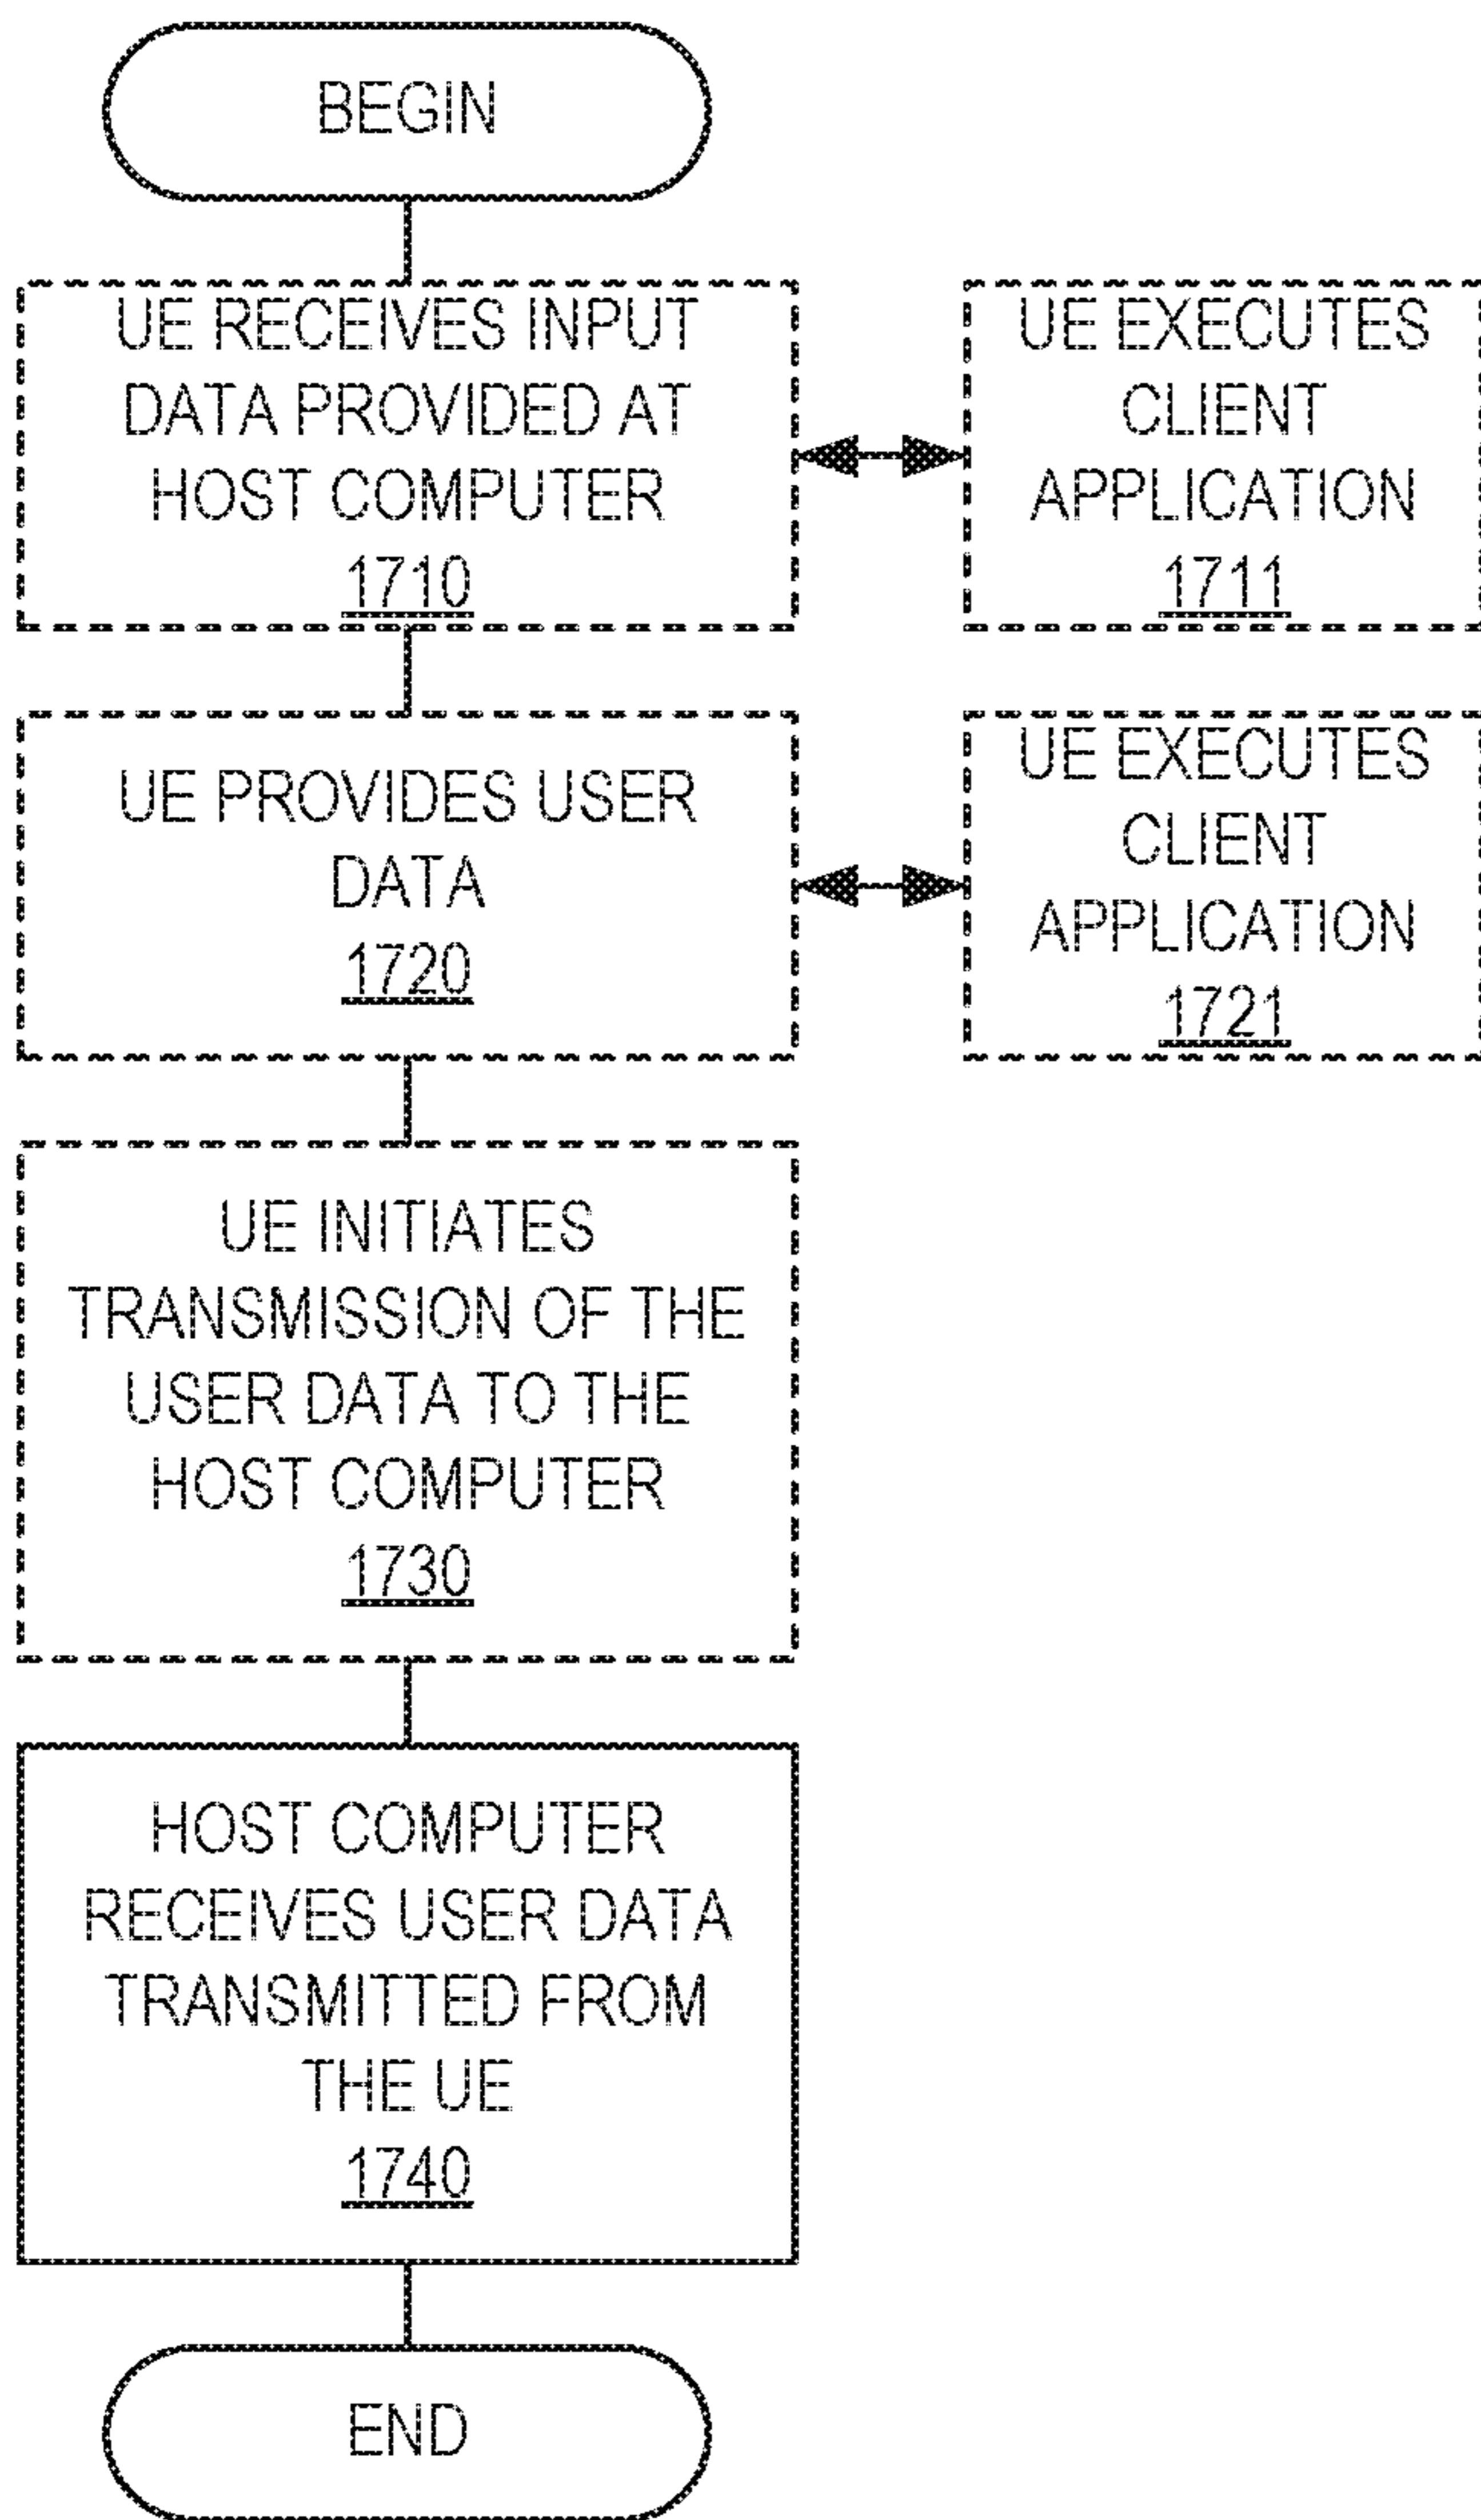 BEGIN
UE RECEIVES INPUT
DATA PROVIDED AT
HOST COMPUTER
1710
UE EXECUTES
CLIENT
APPLICATION
1711
UE PROVIDES USER
DATA
1720
UE EXECUTES
CLIENT
APPLICATION
1721
UE INITIATES
TRANSMISSION OF THE
USER DATA TO THE
HOST COMPUTER
1730
HOST COMPUTER
RECEIVES USER DATA
TRANSMITTED FROM
THE UE
1740
END